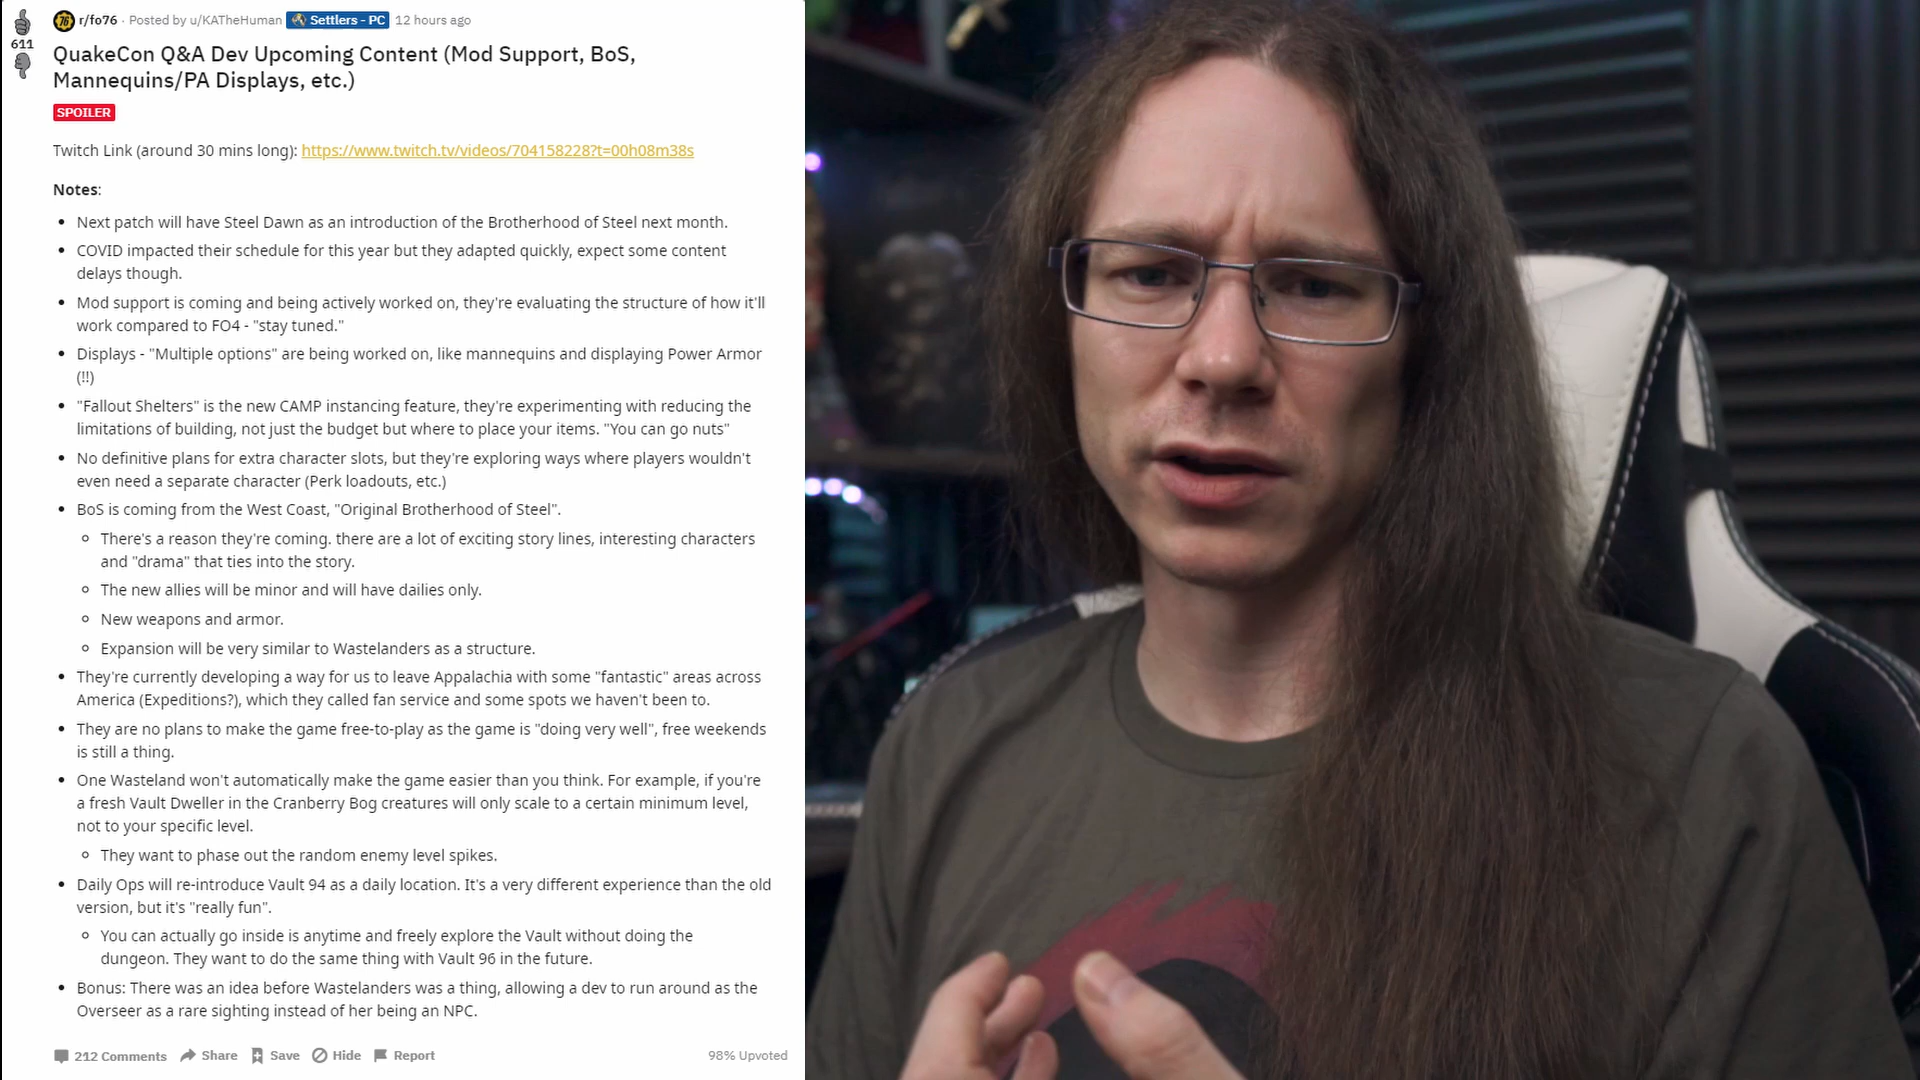 r/fo76 · Posted by u/KATheHuman Settlers - PC 12 hours ago
611
QuakeCon Q&A Dev Upcoming Content (Mod Support, BoS,
Mannequins/PA Displays, etc.)
SPOILER
Twitch Link (around 30 mins long): https://www.twitch.tv/videos/704158228?t=00h08m38s
Notes:
• Next patch will have Steel Dawn as an introduction of the Brotherhood of Steel next month.
• COVID impacted their schedule for this year but they adapted quickly, expect some content
delays though.
• Mod support is coming and being actively worked on, they're evaluating the structure of how it'll
work compared to FO4 - "stay tuned."
• Displays - "Multiple options" are being worked on, like mannequins and displaying Power Armor
(!!)
• "Fallout Shelters" is the new CAMP instancing feature, they're experimenting with reducing the
limitations of building, not just the budget but where to place your items. "You can go nuts"
• No definitive plans for extra character slots, but they're exploring ways where players wouldn't
even need a separate character (Perk loadouts, etc.)
• BoS is coming from the West Coast, "Original Brotherhood of Steel".
◦ There's a reason they're coming. there are a lot of exciting story lines, interesting characters
and "drama" that ties into the story.
◦ The new allies will be minor and will have dailies only.
◦ New weapons and armor.
◦ Expansion will be very similar to Wastelanders as a structure.
• They're currently developing a way for us to leave Appalachia with some "fantastic" areas across
America (Expeditions?), which they called fan service and some spots we haven't been to.
• They are no plans to make the game free-to-play as the game is "doing very well", free weekends
is still a thing.
• One Wasteland won't automatically make the game easier than you think. For example, if you're
a fresh Vault Dweller in the Cranberry Bog creatures will only scale to a certain minimum level,
not to your specific level.
◦ They want to phase out the random enemy level spikes.
• Daily Ops will re-introduce Vault 94 as a daily location. It's a very different experience than the old
version, but it's "really fun".
◦ You can actually go inside is anytime and freely explore the Vault without doing the
dungeon. They want to do the same thing with Vault 96 in the future.
• Bonus: There was an idea before Wastelanders was a thing, allowing a dev to run around as the
Overseer as a rare sighting instead of her being an NPC.
212 Comments Share Save Hide Report 98% Upvoted